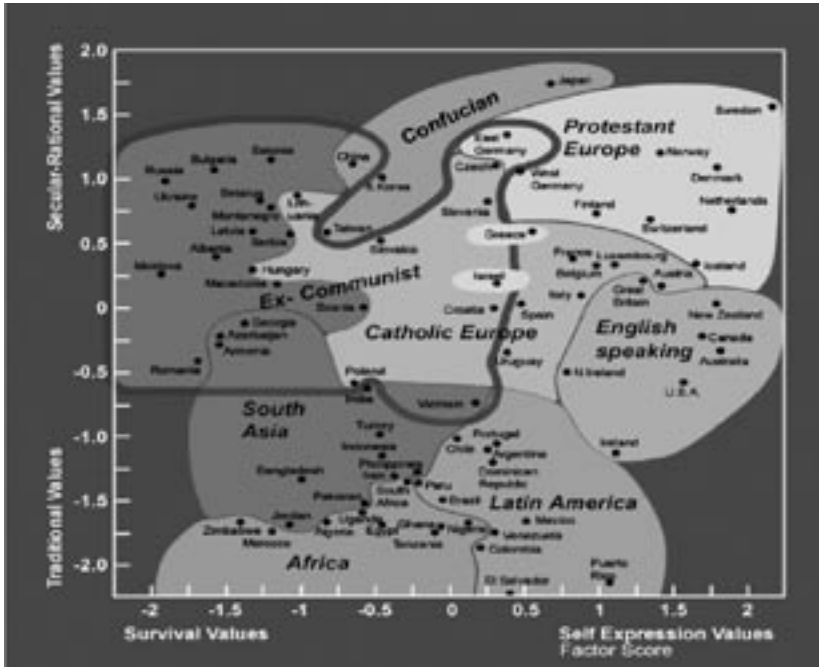 2.0
Japan
Sweden
Confucian
1.5
Secular-Rational Values
East
Germany
Protestant
Europe
Bulgaria
Estonia
China
Norway
Russia
S. Korea
Czech
West
Germany
Denmark
1.0
Ukraine
Belarus
Montenegro
Slovenia
Finland
Netherlands
Switzerland
Latvia
Serbia
Taiwan
Greece
0.5
Albania
Slovakia
France
Luxembourg
Belgium
Austria
Iceland
Moldova
Hungary
Macedonia
Ex- Communist
Israel
Italy
Great
Britain
0
Bosnia
Croatia
Spain
New Zealand
Catholic Europe
English
speaking
Georgia
Azerbaijan
Armenia
Canada
Australia
Romania
Uruguay
-0.5
Poland
India
N.Ireland
U.S.A.
South
Asia
Vietnam
Turkey
Portugal
Ireland
-1.0
Indonesia
Chile
Argentine
Bangladesh
Philippines
Iran
Dominican
Republic
South
Africa
Peru
Pakistan
Brazil
Latin America
-1.5
Traditional Values
Jordan
Uganda
Ghana
Nigeria
Mexico
Zimbabwe
Morocco
Algeria
Egypt
Tanzania
Venezuela
Colombia
Africa
-2.0
El Salvador
Puerto
Rico
-2 -1.5 -1 -0.5 0 0.5 1 1.5 2
Survival Values
Self Expression Values
Factor Score